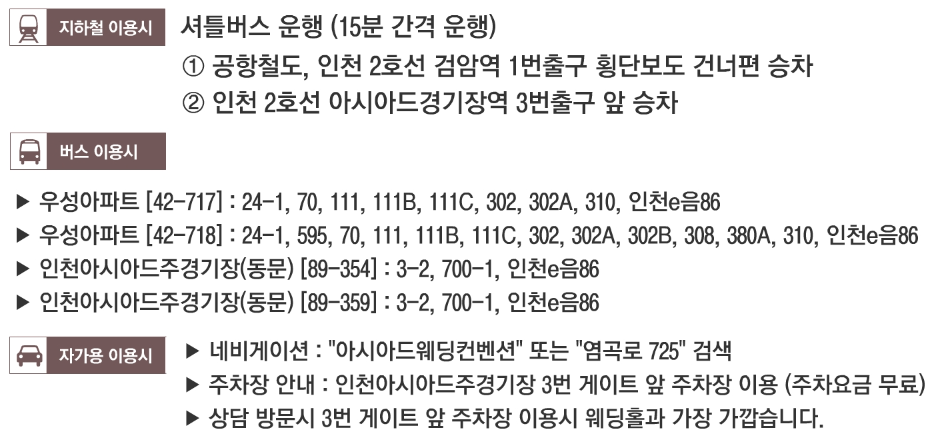 지하철 이용시
셔틀버스 운행 (15분 간격 운행)
① 공항철도, 인천 2호선 검암역 1번출구 횡단보도 건너편 승차
② 인천 2호선 아시아드경기장역 3번출구 앞 승차
버스 이용시
▶ 우성아파트 [42-717] : 24-1, 70, 111, 111B, 111C, 302, 302A, 310, 인천e음86
▶ 우성아파트 [42-718] : 24-1, 595, 70, 111, 111B, 111C, 302, 302A, 302B, 308, 380A, 310, 인천e음86
▶ 인천아시아드주경기장(동문) [89-354] : 3-2, 700-1, 인천e음86
▶ 인천아시아드주경기장(동문) [89-359] : 3-2, 700-1, 인천e음86
자가용 이용시
▶ 네비게이션 : "아시아드웨딩컨벤션" 또는 "염곡로 725" 검색
▶ 주차장 안내 : 인천아시아드주경기장 3번 게이트 앞 주차장 이용 (주차요금 무료)
▶ 상담 방문시 3번 게이트 앞 주차장 이용시 웨딩홀과 가장 가깝습니다.